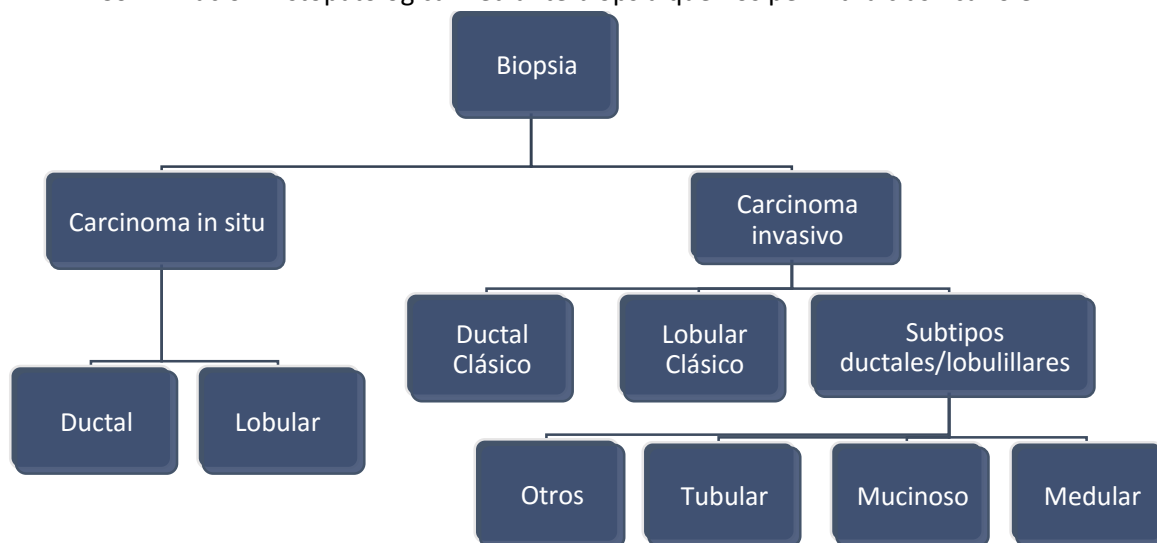 Biopsia
Carcinoma in situ
Carcinoma
invasivo
Ductal
Clásico
Lobular
Clásico
Subtipos
ductales/lobulillares
Ductal
Lobular
Otros
Tubular
Mucinoso
Medular